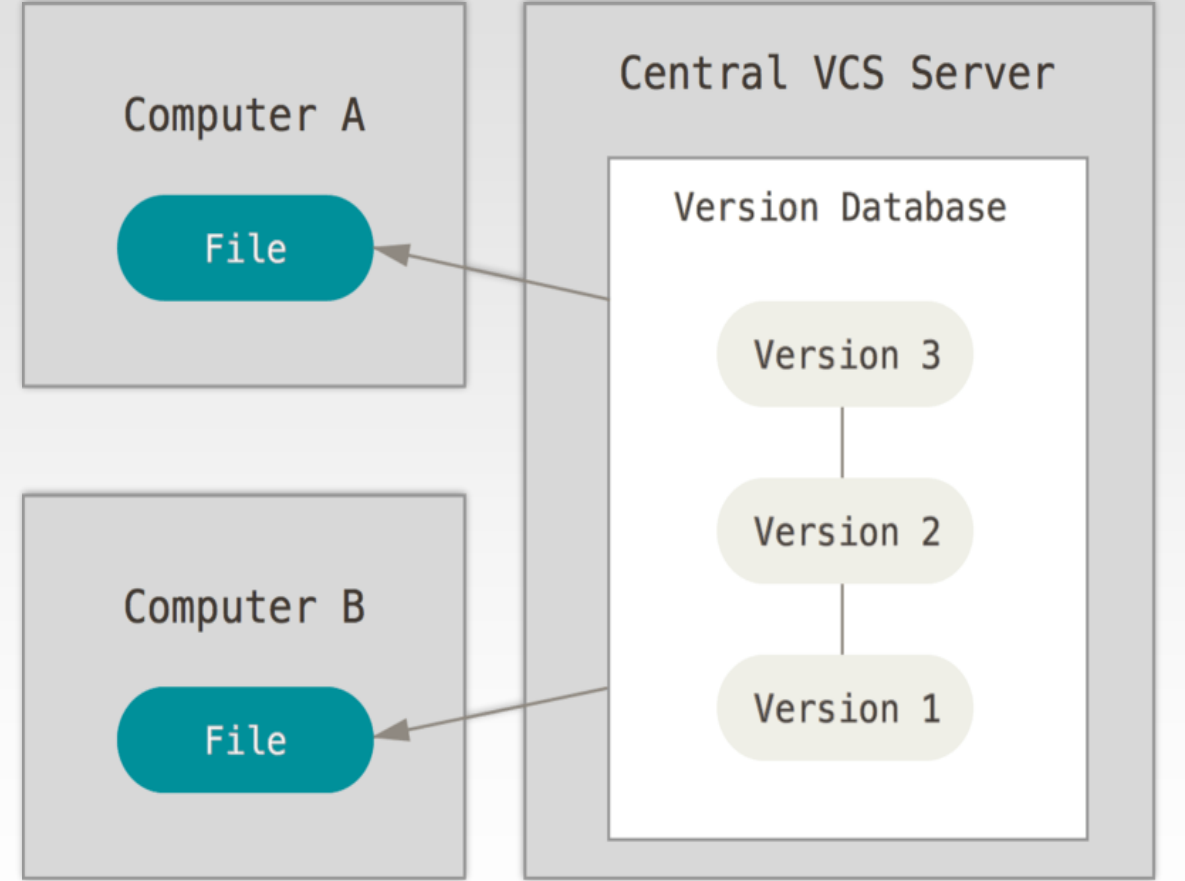 Computer A
File
Computer B
File
Central VCS Server
Version Database
Version 3
Version 2
Version 1